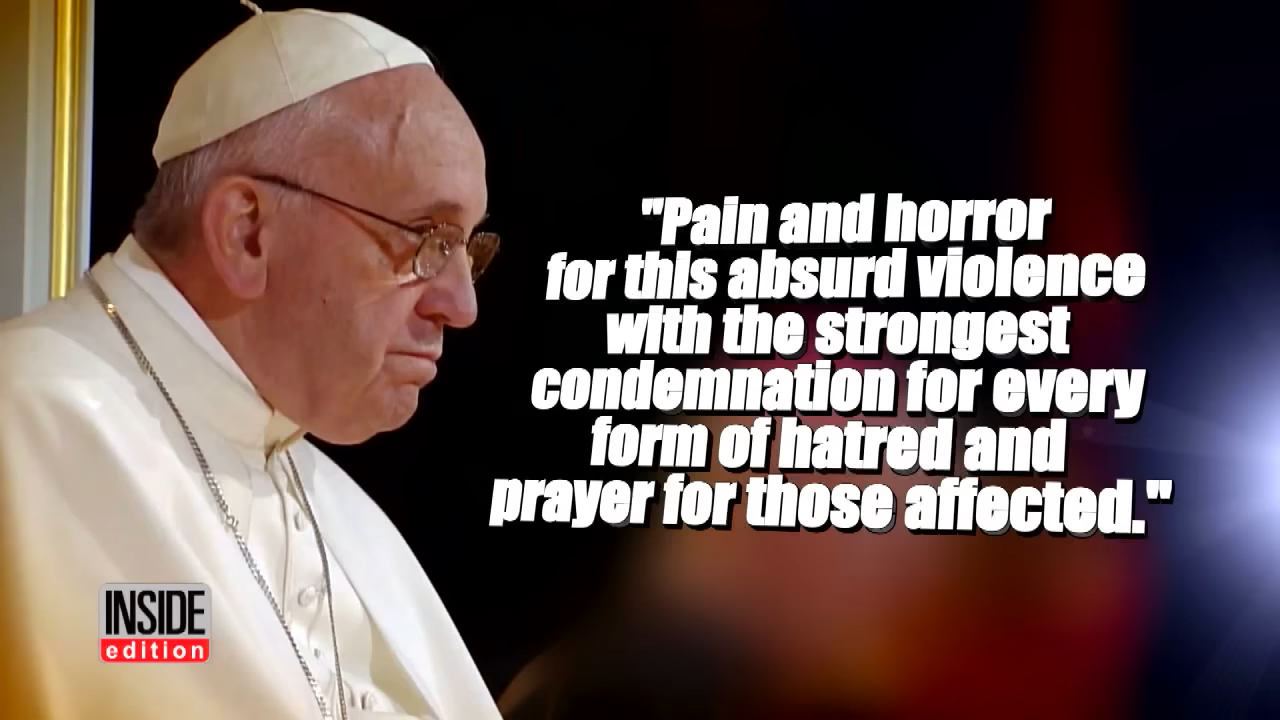 "Pain and horror
for this absurd violence
with the strongest
condemnation for every
form of hatred and
prayer for those affected."
INSIDE
edition